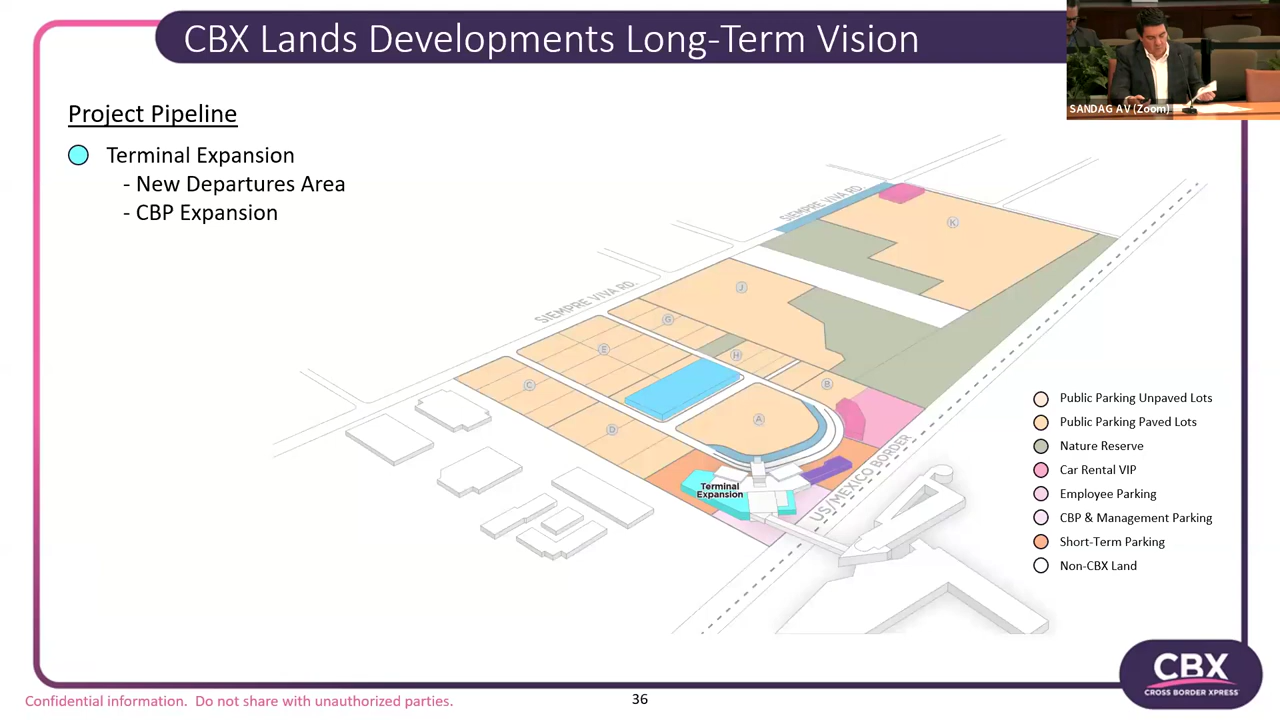 CBX Lands Developments Long-Term Vision
SANDAG AV (Zoom)
Project Pipeline
Terminal Expansion
- New Departures Area
- CBP Expansion
SIEMPRE VIVA RD.
K
SIEMPRE VIVA RD.
J
G
E
H
C
B
A
D
Terminal
Expansion
US/MEXICO BORDER
Public Parking Unpaved Lots
Public Parking Paved Lots
Nature Reserve
Car Rental VIP
Employee Parking
CBP & Management Parking
Short-Term Parking
Non-CBX Land
CBX
CROSS BORDER XPRESS
Confidential information. Do not share with unauthorized parties.
36